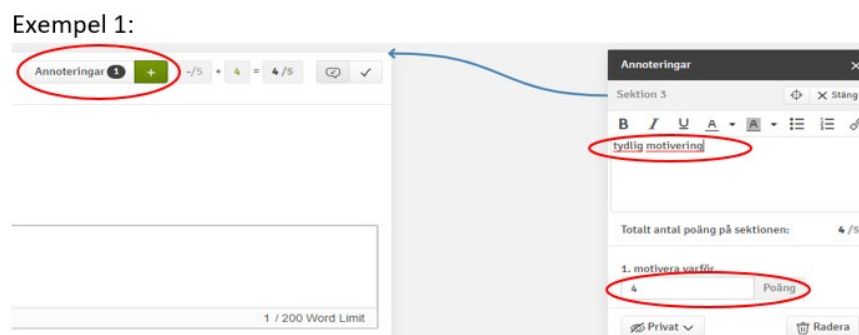 Exempel 1:
Annoteringar 1 + -/5 + 4 = 4 /5
1 / 200 Word Limit
Annoteringar ×
Sektion 3 × Stäng
B I U A A
tydlig motivering
Totalt antal poäng på sektionen: 4 /5
1. motivera varför...
4 Poäng
Privat Radera